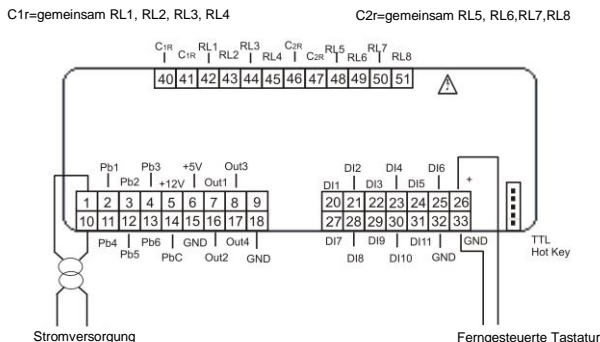 C1r=gemeinsam RL1, RL2, RL3, RL4 C2r=gemeinsam RL5, RL6,RL7,RL8
C1R C1R RL1 RL2 RL3 RL4 C2R C2R RL5 RL6 RL7 RL8
40 41 42 43 44 45 46 47 48 49 50 51
Pb1 Pb3 +5V Out3 DI2 DI4 DI6
Pb2 +12V Out1 DI1 DI3 DI5 +
1 2 3 4 5 6 7 8 9 20 21 22 23 24 25 26
10 11 12 13 14 15 16 17 18 27 28 29 30 31 32 33
Pb4 Pb6 GND Out4 DI7 DI9 DI11 GND TTL
Pb5 PbC Out2 GND DI8 DI10 GND Hot Key
Stromversorgung Ferngesteuerte Tastatur